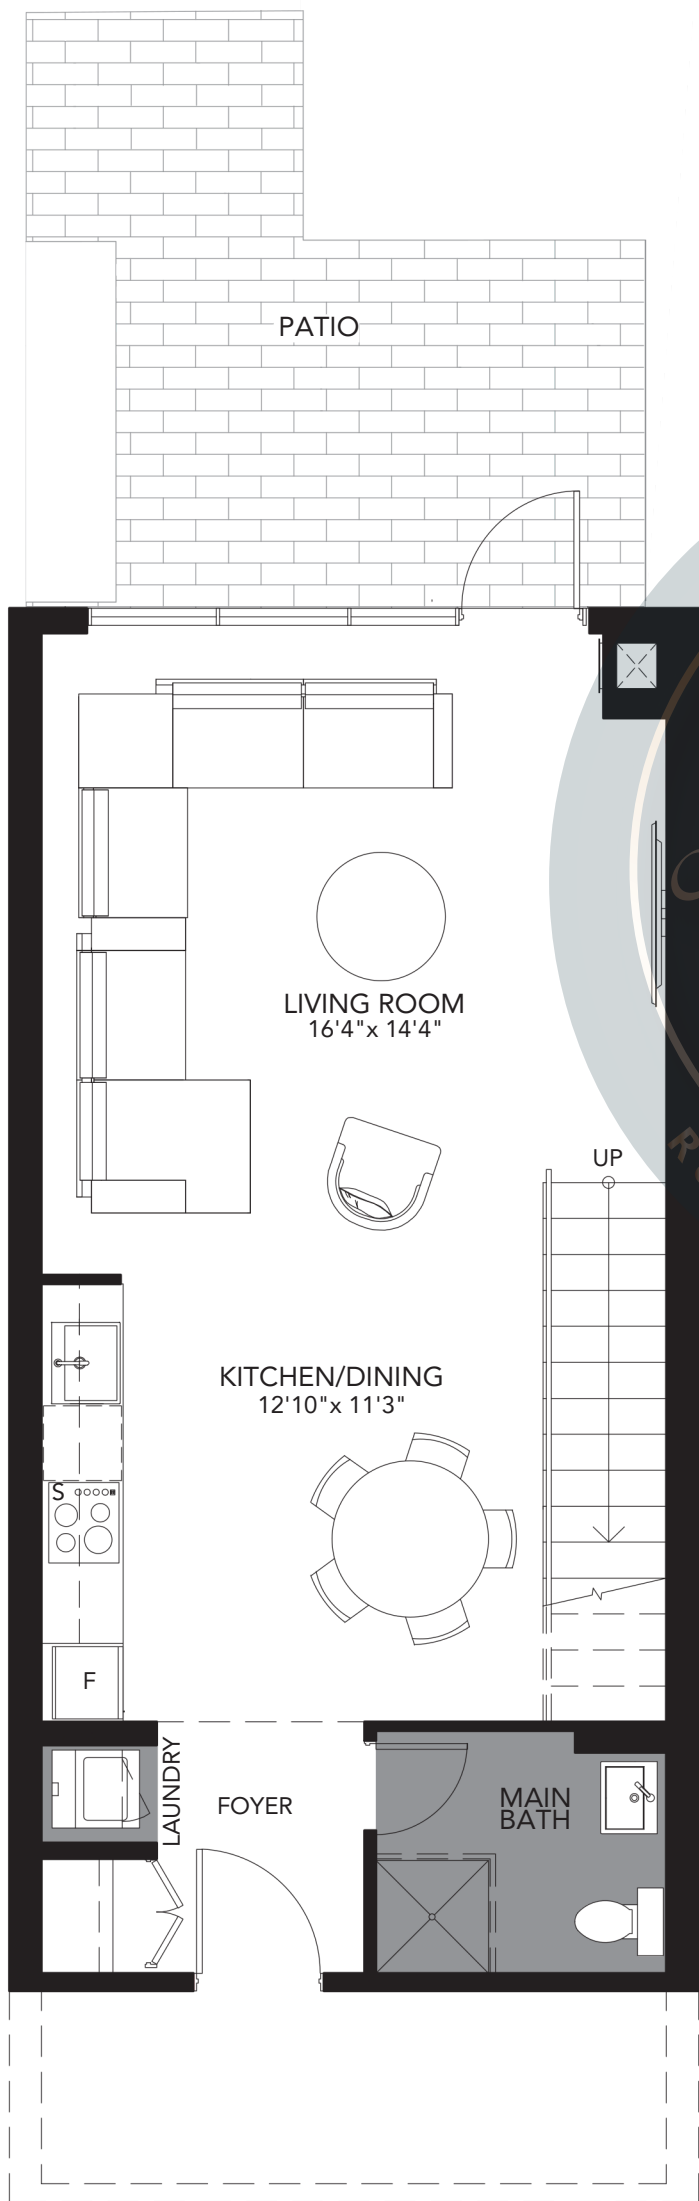 PATIO
LIVING ROOM
16'4"x 14'4"
UP
KITCHEN/DINING
12'10"x 11'3"
S
F
LAUNDRY
FOYER
MAIN
BATH